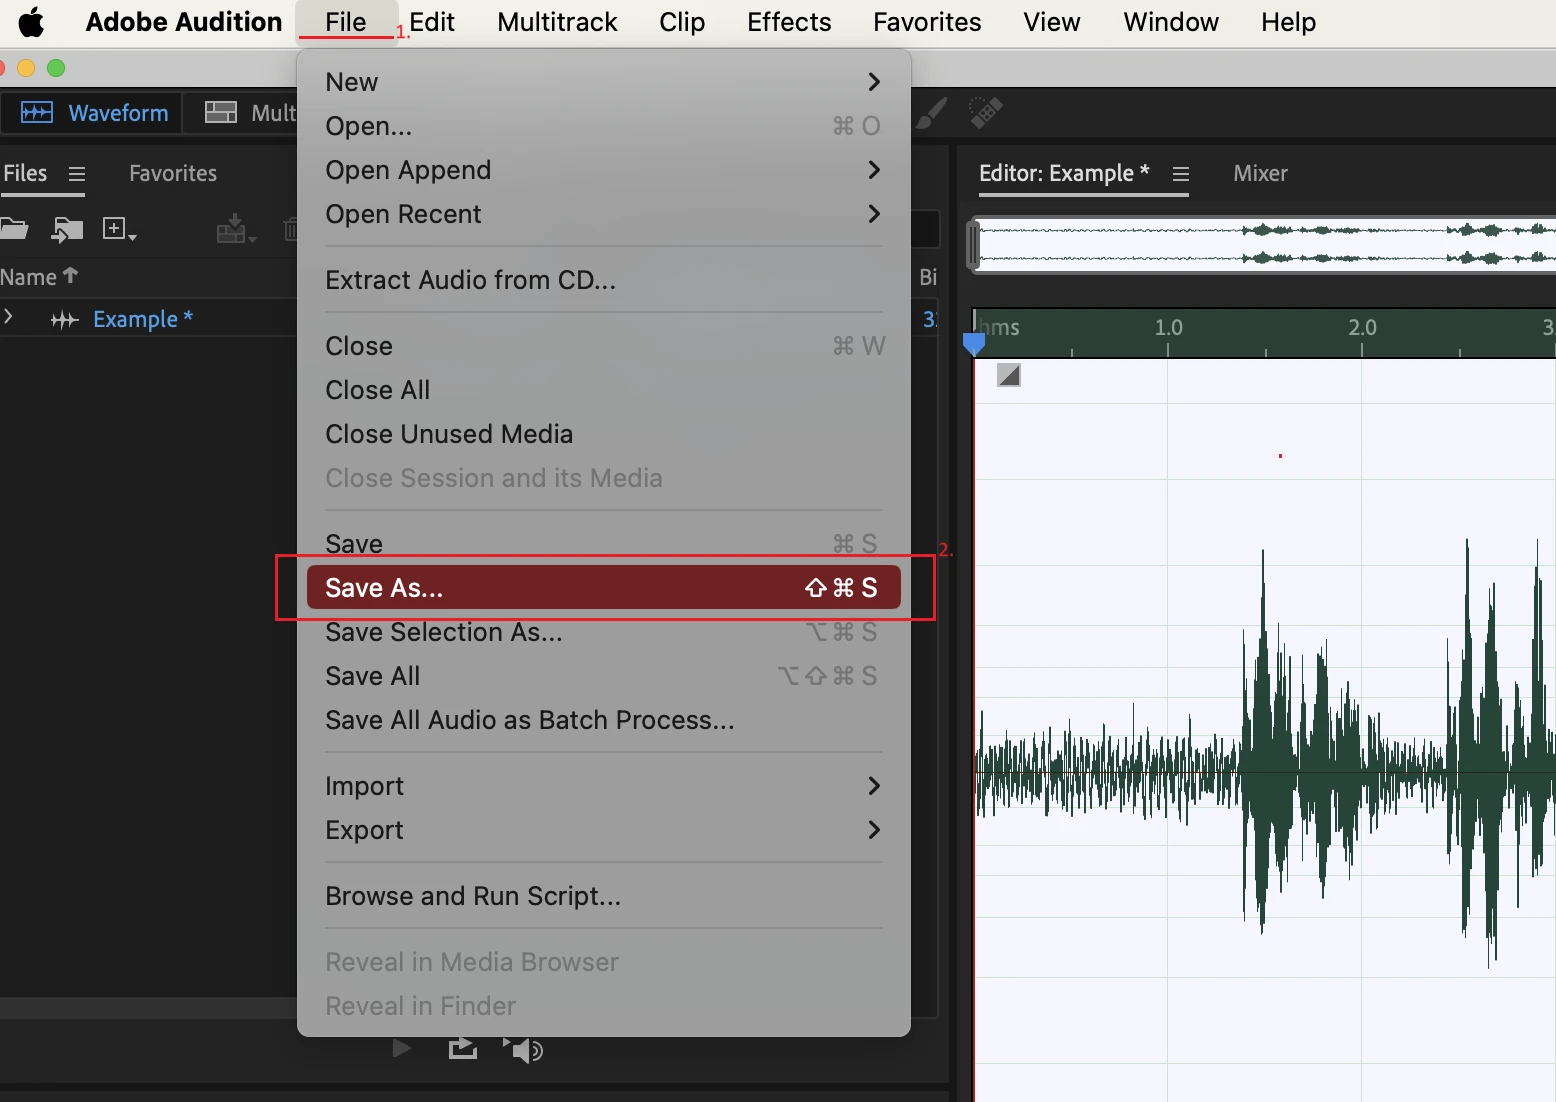 Adobe Audition File 1. Edit Multitrack Clip Effects Favorites View Window Help
Waveform Mult
Files Favorites
Name
Example *
New
Open... ⌘ O
Open Append
Open Recent
Extract Audio from CD...
Close ⌘ W
Close All
Close Unused Media
Close Session and its Media
Save ⌘ S
2.
Save As... ⇧ ⌘ S
Save Selection As... ⌥ ⌘ S
Save All ⌥ ⇧ ⌘ S
Save All Audio as Batch Process...
Import
Export
Browse and Run Script...
Reveal in Media Browser
Reveal in Finder
Bi
3
Editor: Example * Mixer
hms 1.0 2.0 3.